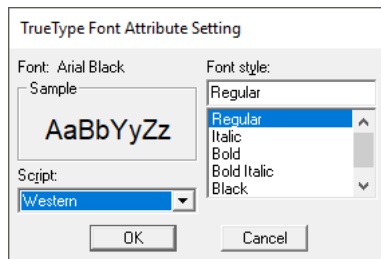 TrueType Font Attribute Setting
Font: Arial Black
Font style:
Sample
Regular
AaBbYyZz
Regular
Italic
Bold
Bold Italic
Black
Script:
Western
OK
Cancel